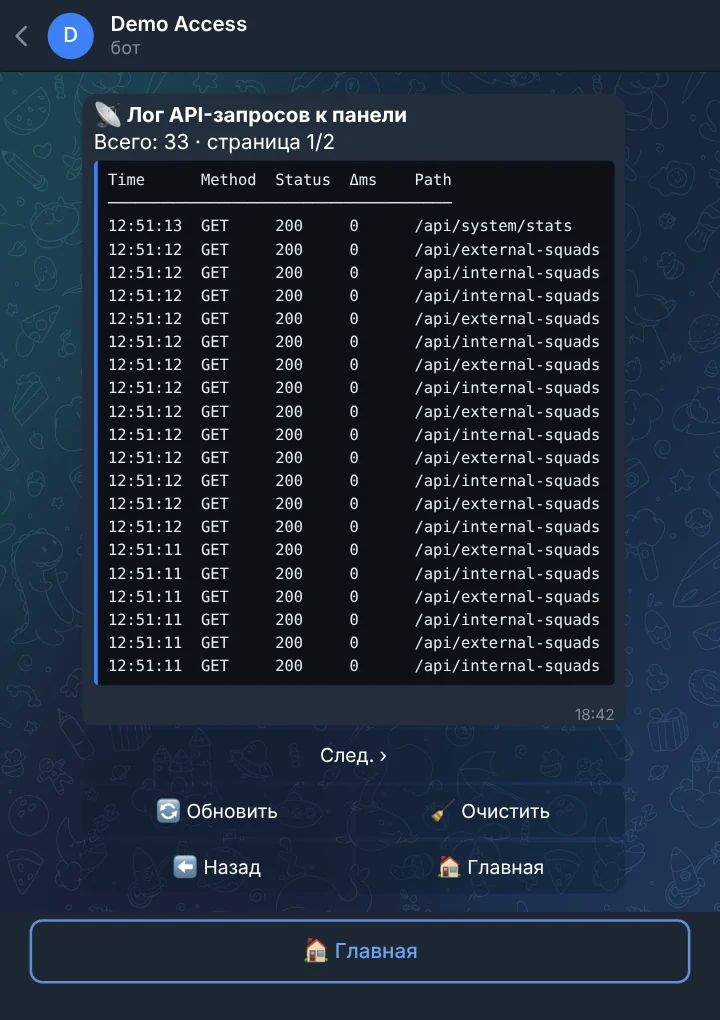 D
Demo Access
бот
Лог API-запросов к панели
Всего: 33 · страница 1/2
Time Method Status Δms Path
12:51:13 GET 200 0 /api/system/stats
12:51:12 GET 200 0 /api/external-squads
12:51:12 GET 200 0 /api/internal-squads
12:51:12 GET 200 0 /api/internal-squads
12:51:12 GET 200 0 /api/external-squads
12:51:12 GET 200 0 /api/internal-squads
12:51:12 GET 200 0 /api/external-squads
12:51:12 GET 200 0 /api/internal-squads
12:51:12 GET 200 0 /api/external-squads
12:51:12 GET 200 0 /api/internal-squads
12:51:12 GET 200 0 /api/external-squads
12:51:12 GET 200 0 /api/internal-squads
12:51:12 GET 200 0 /api/external-squads
12:51:12 GET 200 0 /api/internal-squads
12:51:11 GET 200 0 /api/external-squads
12:51:11 GET 200 0 /api/internal-squads
12:51:11 GET 200 0 /api/external-squads
12:51:11 GET 200 0 /api/internal-squads
12:51:11 GET 200 0 /api/external-squads
12:51:11 GET 200 0 /api/internal-squads
18:42
След. ›
Обновить
Очистить
Назад
Главная
Главная